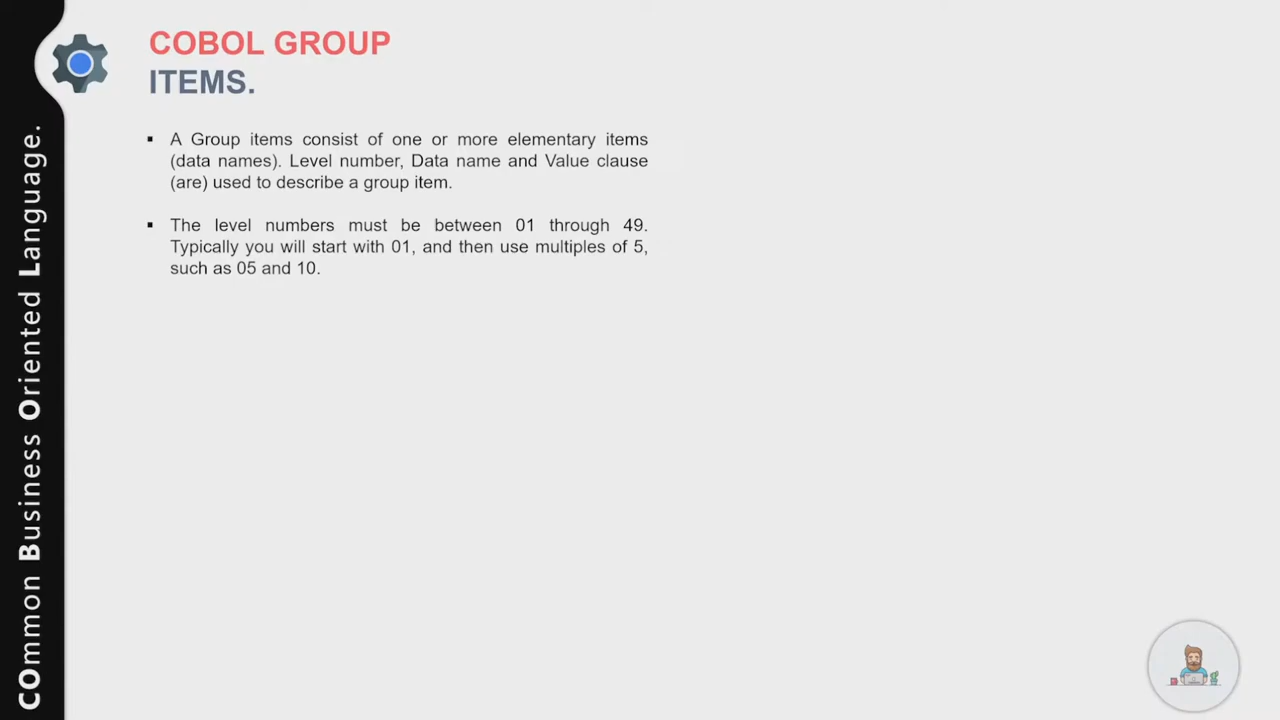 COBOL GROUP
ITEMS.
▪ A Group items consist of one or more elementary items
(data names). Level number, Data name and Value clause
(are) used to describe a group item.
▪ The level numbers must be between 01 through 49.
Typically you will start with 01, and then use multiples of 5,
such as 05 and 10.
COmmon Business Oriented Language.